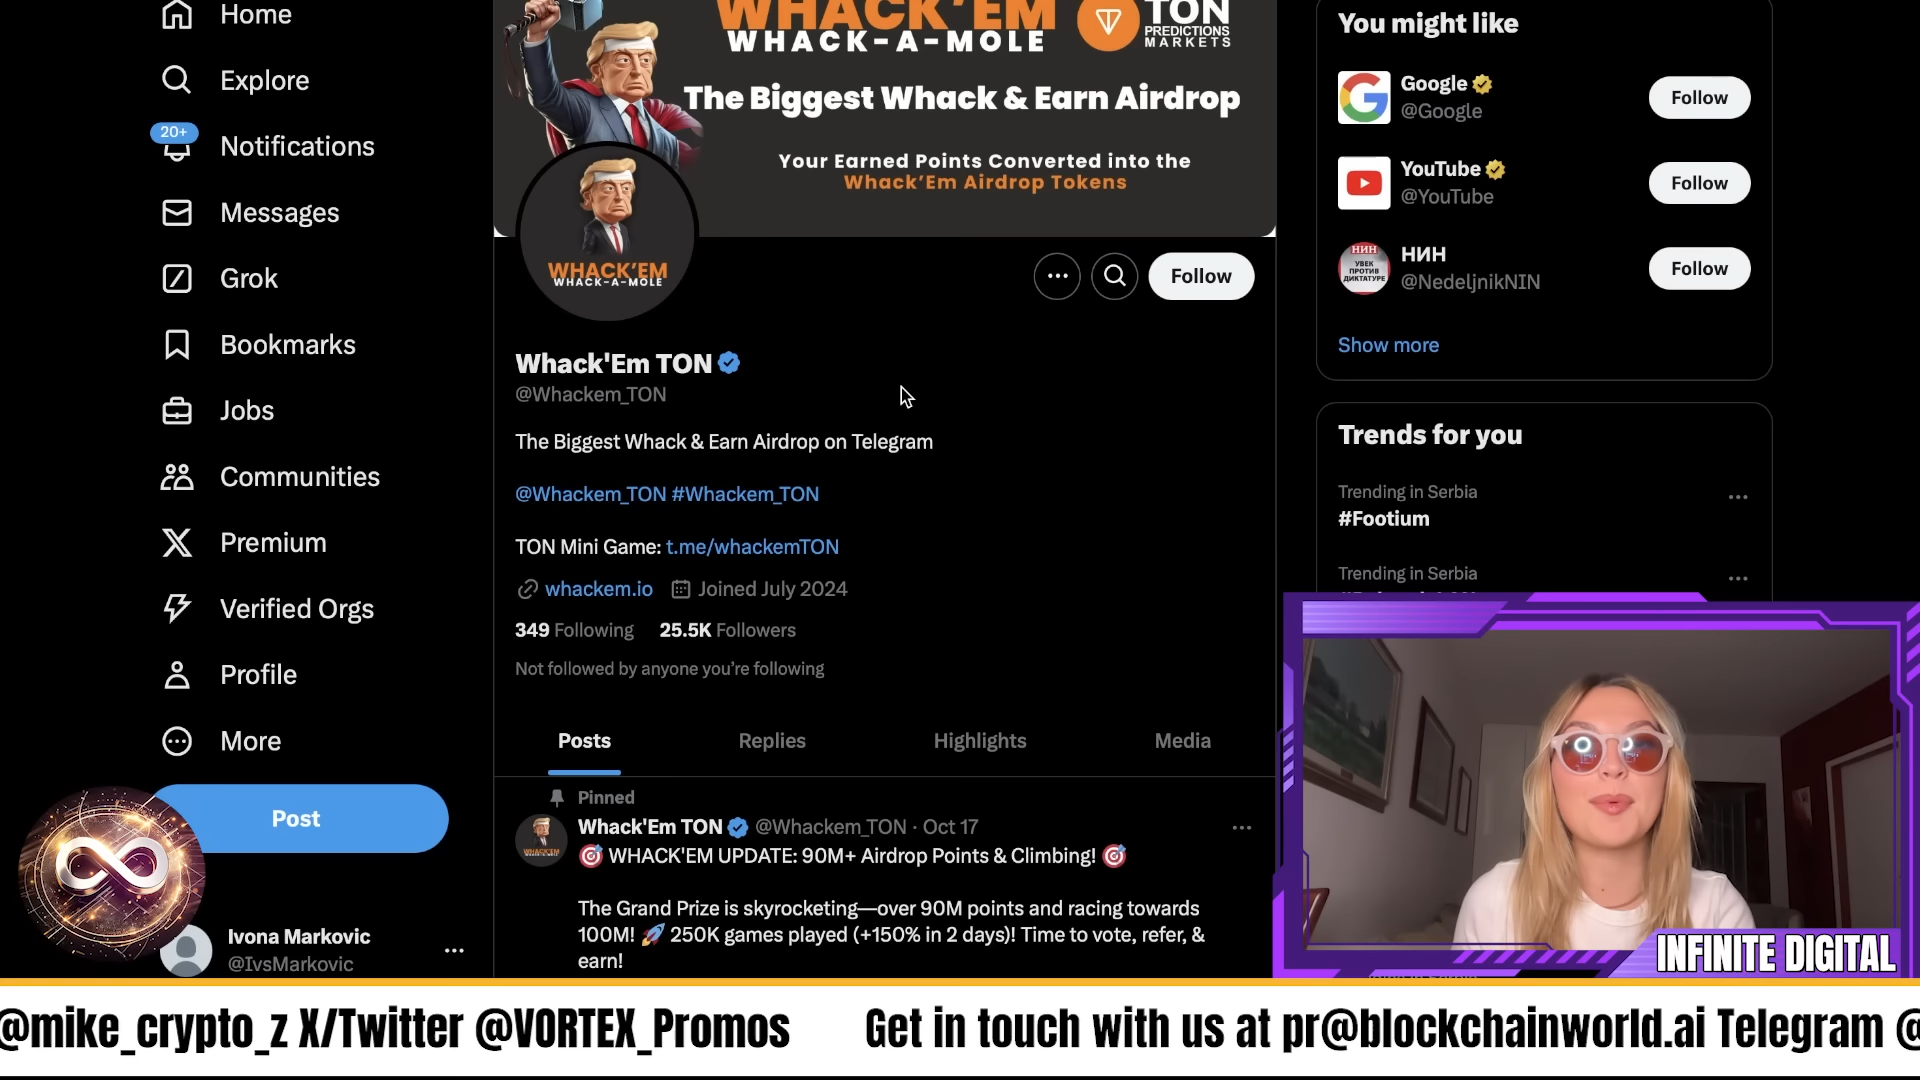 Home
Explore
20+
Notifications
Messages
Grok
Bookmarks
Jobs
Communities
Premium
Verified Orgs
Profile
More
Post
Ivona Markovic
@IvsMarkovic
WHACK'EM
WHACK-A-MOLE
TON
PREDICTIONS
MARKETS
The Biggest Whack & Earn Airdrop
Your Earned Points Converted into the
Whack'Em Airdrop Tokens
WHACK'EM
WHACK-A-MOLE
Follow
Whack'Em TON
@Whackem_TON
The Biggest Whack & Earn Airdrop on Telegram
@Whackem_TON #Whackem_TON
TON Mini Game: t.me/whackemTON
whackem.io Joined July 2024
349 Following 25.5K Followers
Not followed by anyone you're following
Posts Replies Highlights Media
Pinned
Whack'Em TON @Whackem_TON · Oct 17
🎯 WHACK'EM UPDATE: 90M+ Airdrop Points & Climbing! 🎯
The Grand Prize is skyrocketing—over 90M points and racing towards
100M! 🚀 250K games played (+150% in 2 days)! Time to vote, refer, &
earn!
You might like
Google
@Google
Follow
YouTube
@YouTube
Follow
НИН
УВЕК
ПРОТИВ
ДИКТАТУРЕ
НИН
@NedeljnikNIN
Follow
Show more
Trends for you
Trending in Serbia
#Footium
Trending in Serbia
INFINITE DIGITAL
@mike_crypto_z X/Twitter @VORTEX_Promos Get in touch with us at pr@blockchainworld.ai Telegram @